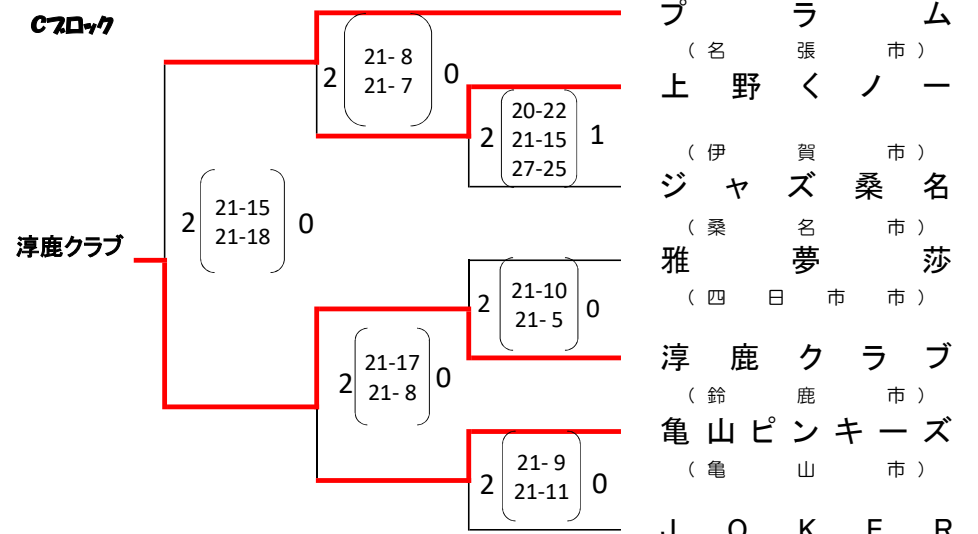 Cブロック
プラム
(名張市)
上野くノ一
(伊賀市)
ジャズ桑名
(桑名市)
雅夢莎
(四日市市)
淳鹿クラブ
(鈴鹿市)
亀山ピンキーズ
(亀山市)
JOKER
淳鹿クラブ
2 21-15 0
21-18
2 21- 8 0
21- 7
2 20-22 1
21-15
27-25
2 21-10 0
21- 5
2 21-17 0
21- 8
2 21- 9 0
21-11